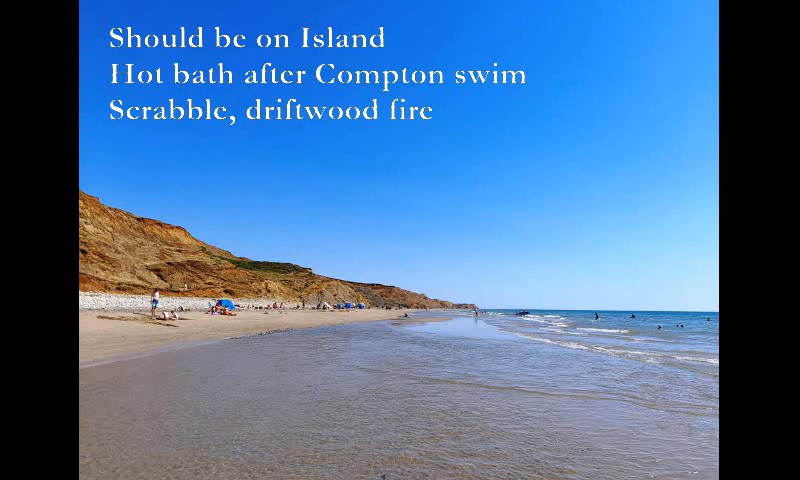 Should be on Island
Hot bath after Compton swim
Scrabble, driftwood fire